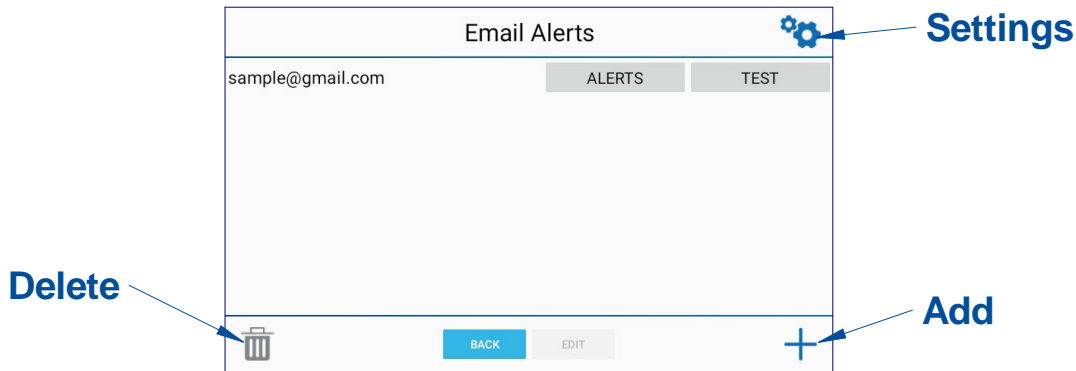 Email Alerts
Settings
sample@gmail.com ALERTS TEST
Delete
Add
BACK EDIT